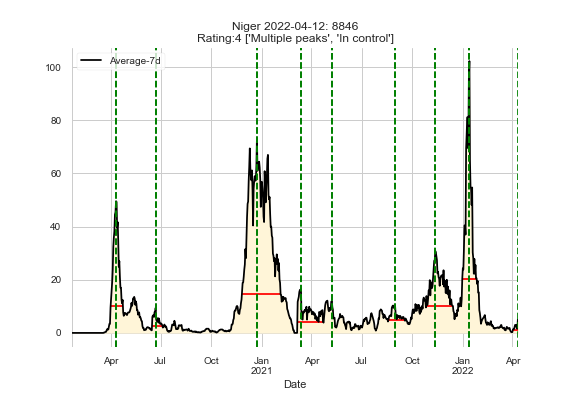 Niger 2022-04-12: 8846
Rating:4 ['Multiple peaks', 'In control']
Average-7d
100
80
60
40
20
0
Apr Jul Oct Jan Apr Jul Oct Jan Apr
2021 2022
Date